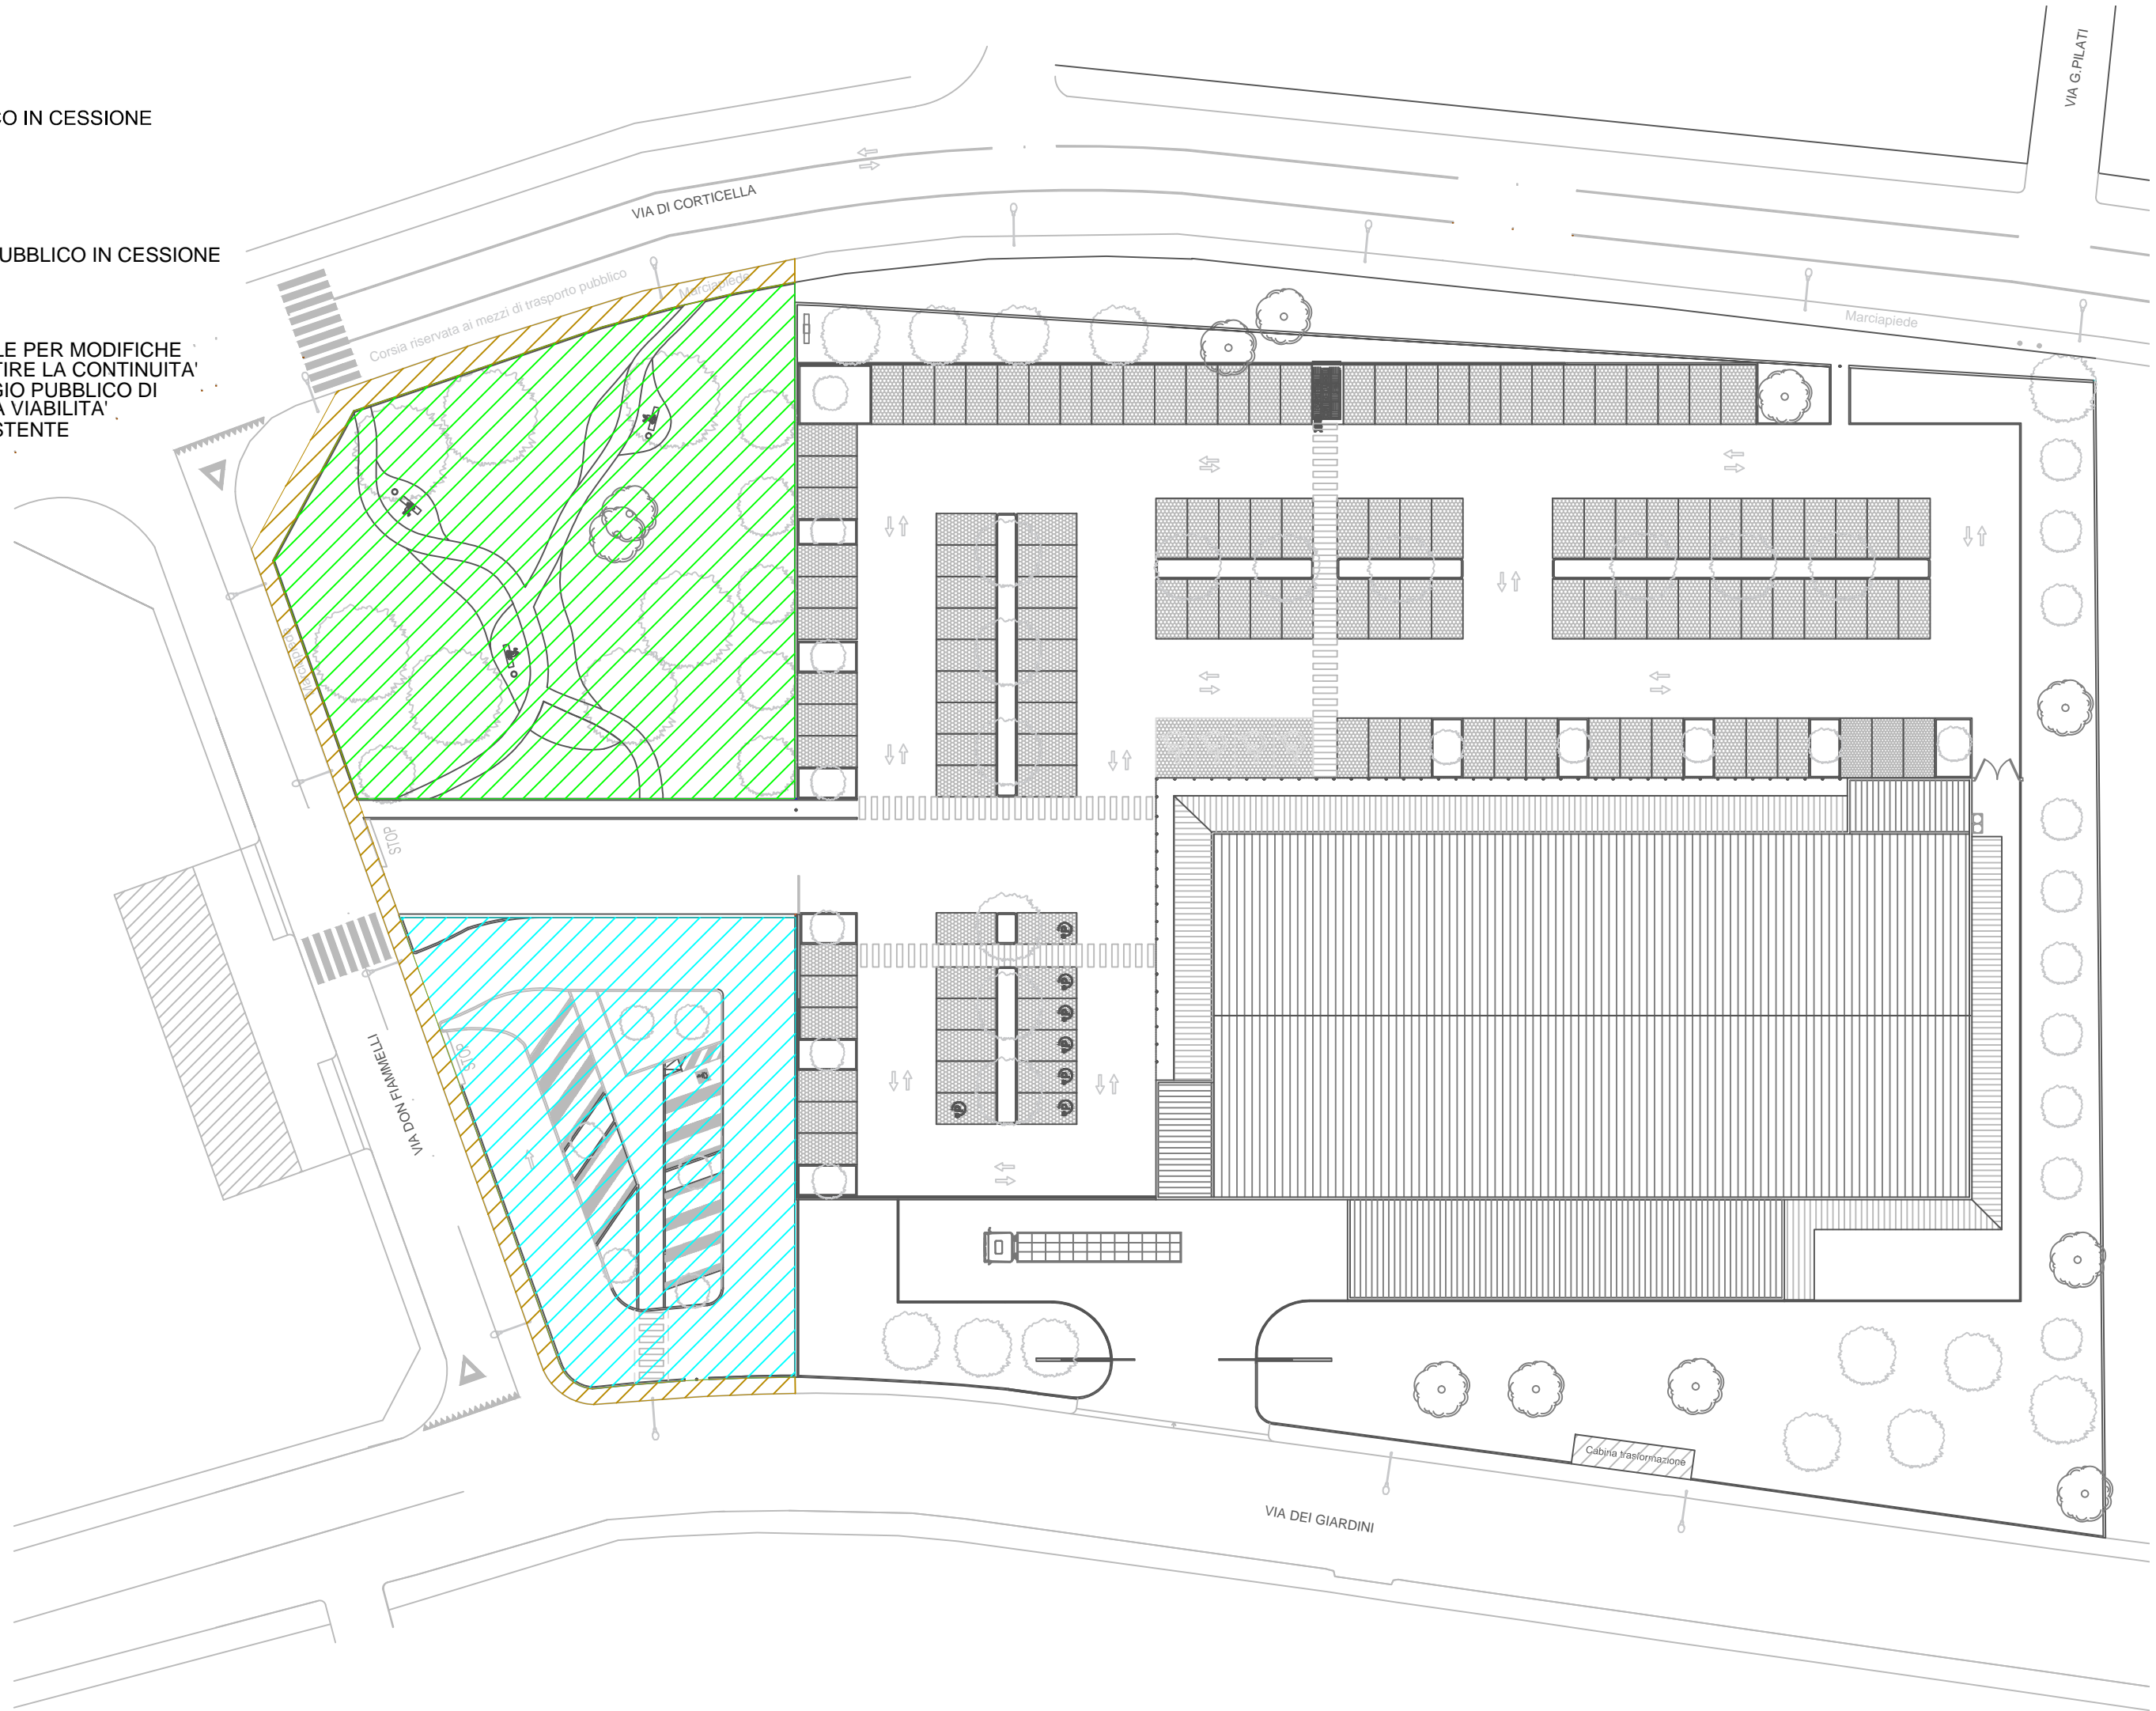 CO IN CESSIONE
UBBLICO IN CESSIONE
LE PER MODIFICHE
TIRE LA CONTINUITA'
GIO PUBBLICO DI
A VIABILITA'
STENTE
VIA G.PILATI
VIA DI CORTICELLA
Corsia riservata ai mezzi di trasporto pubblico
Marciapiede
Marciapiede
Marciapiede
STOP
STOP
VIA DON FIAMMELLI
Cabina trasformazione
VIA DEI GIARDINI